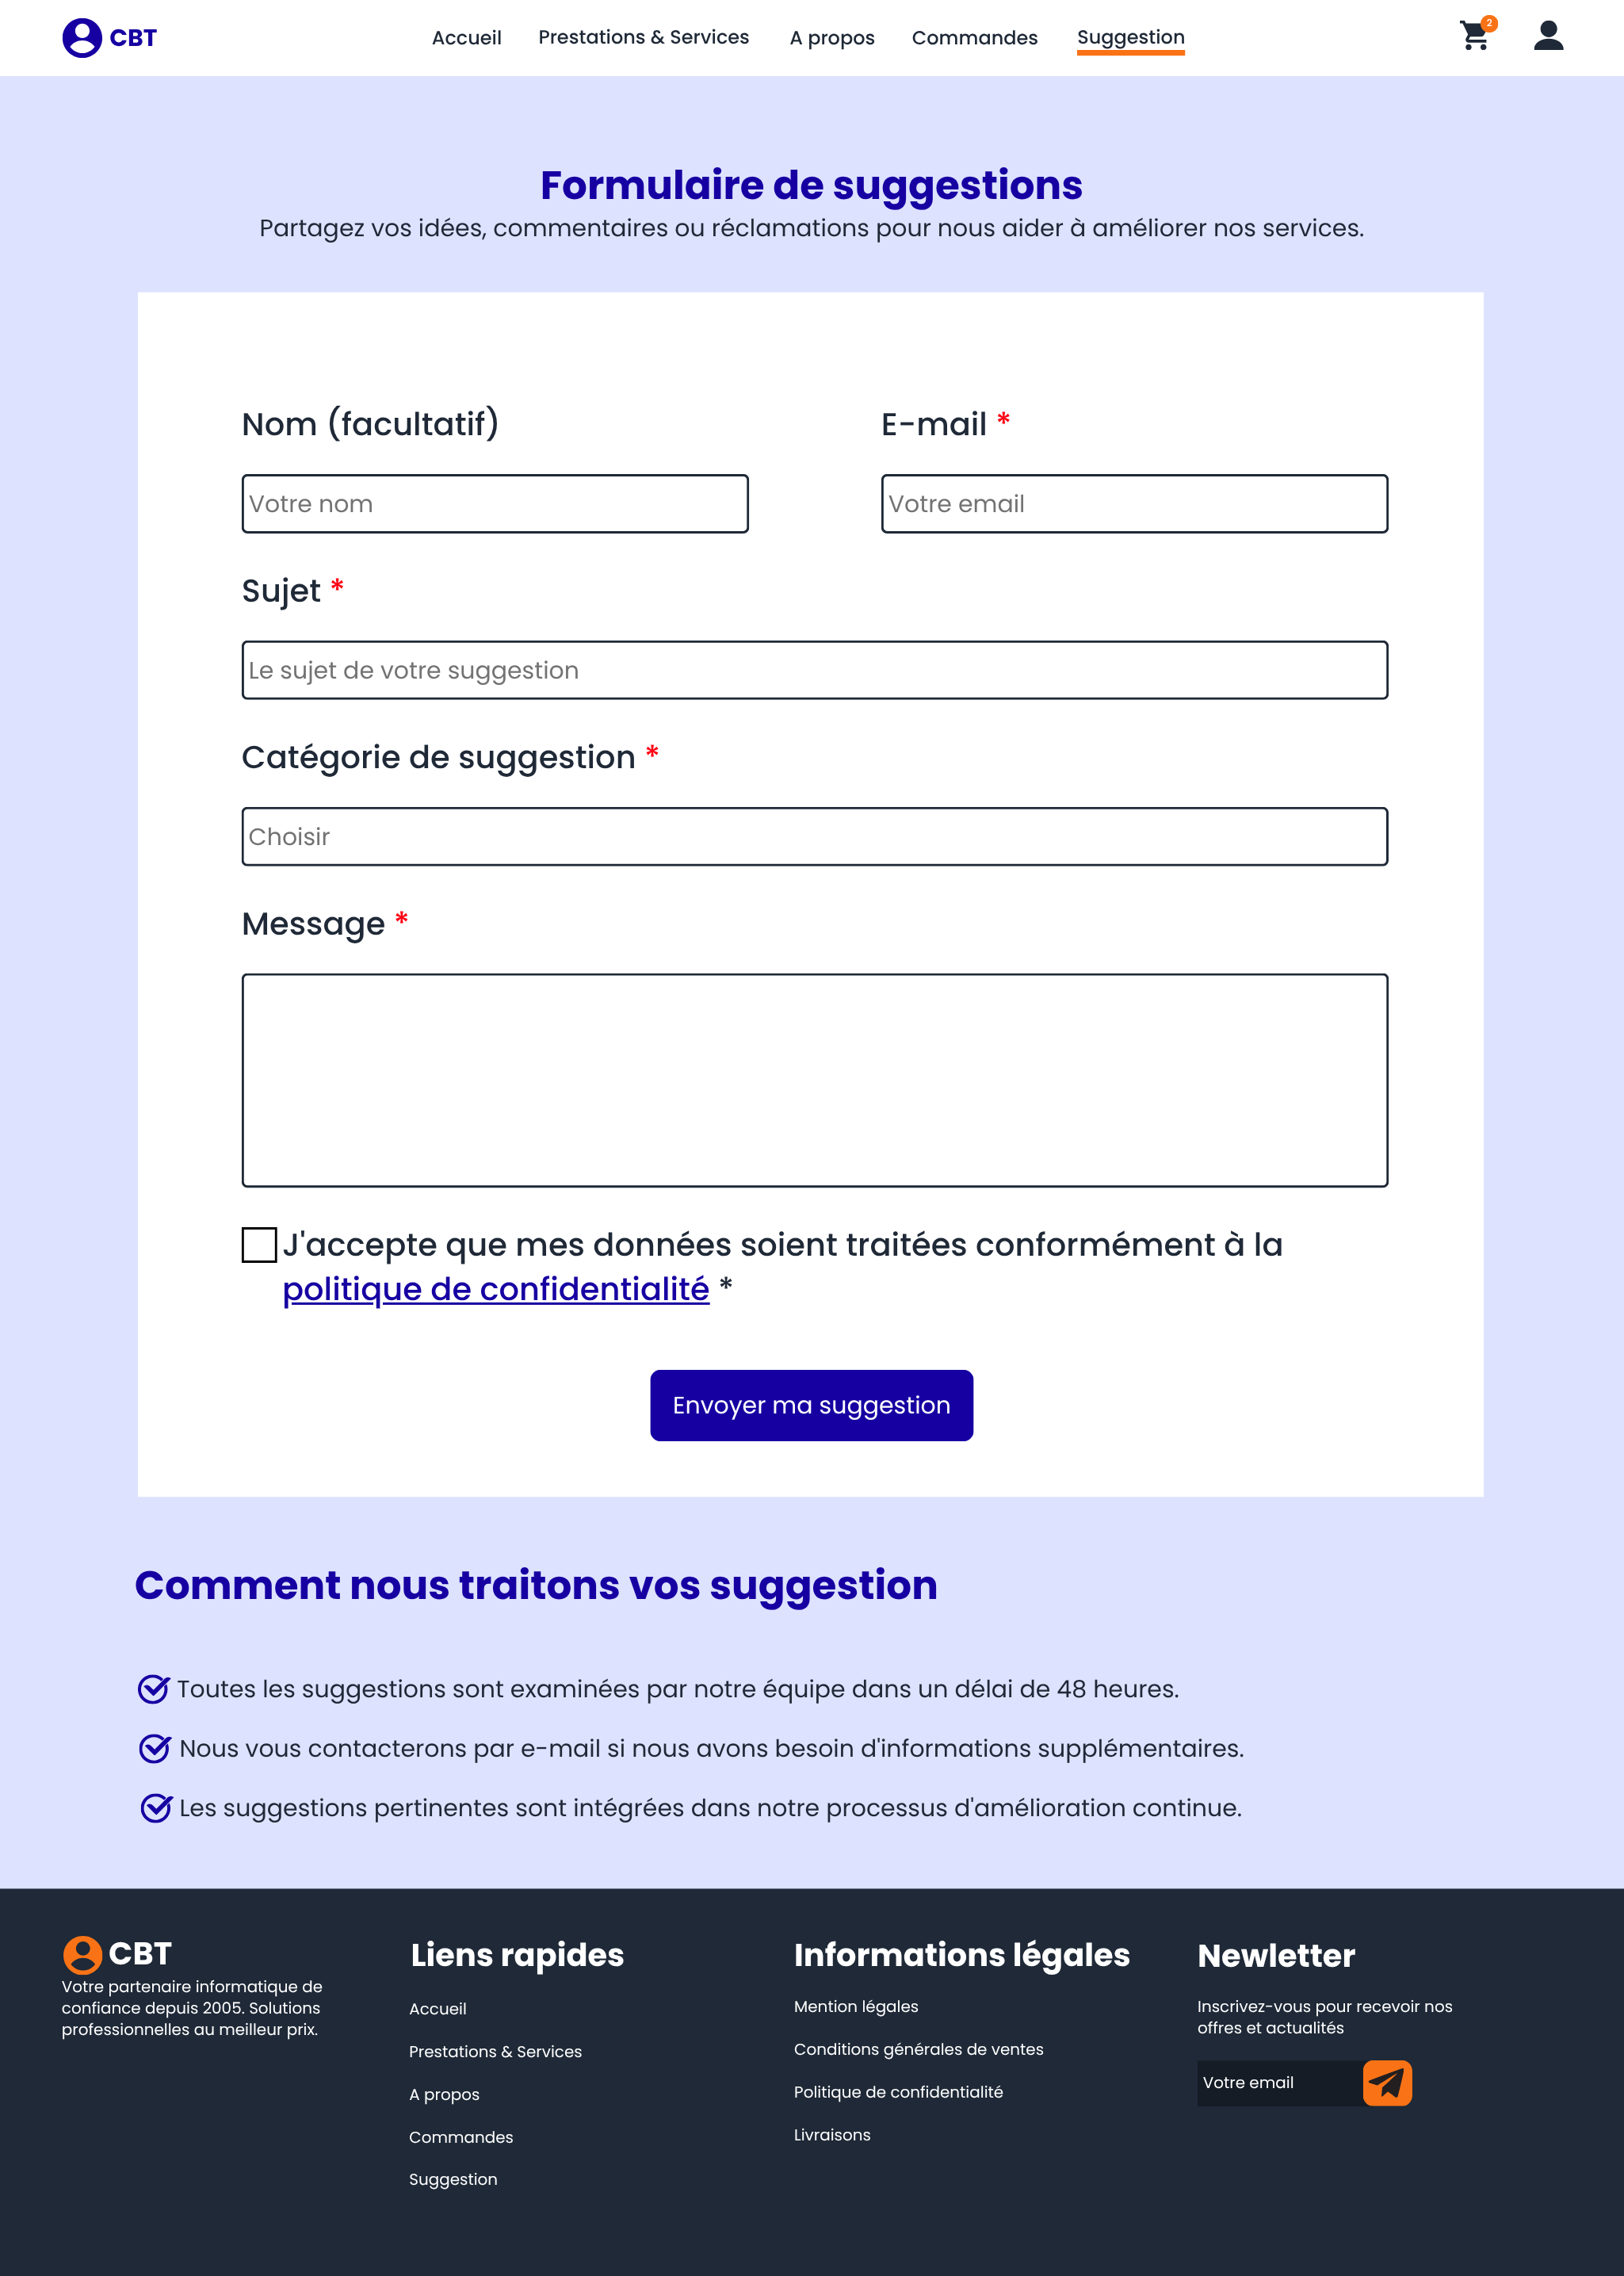 CBT
Accueil
Prestations & Services
A propos
Commandes
Suggestion
2
Formulaire de suggestions
Partagez vos idées, commentaires ou réclamations pour nous aider à améliorer nos services.
Nom (facultatif)
E-mail *
Votre nom
Votre email
Sujet *
Le sujet de votre suggestion
Catégorie de suggestion *
Choisir
Message *
J'accepte que mes données soient traitées conformément à la
politique de confidentialité *
Envoyer ma suggestion
Comment nous traitons vos suggestion
Toutes les suggestions sont examinées par notre équipe dans un délai de 48 heures.
Nous vous contacterons par e-mail si nous avons besoin d'informations supplémentaires.
Les suggestions pertinentes sont intégrées dans notre processus d'amélioration continue.
CBT
Votre partenaire informatique de
confiance depuis 2005. Solutions
professionnelles au meilleur prix.
Liens rapides
Accueil
Prestations & Services
A propos
Commandes
Suggestion
Informations légales
Mention légales
Conditions générales de ventes
Politique de confidentialité
Livraisons
Newletter
Inscrivez-vous pour recevoir nos
offres et actualités
Votre email